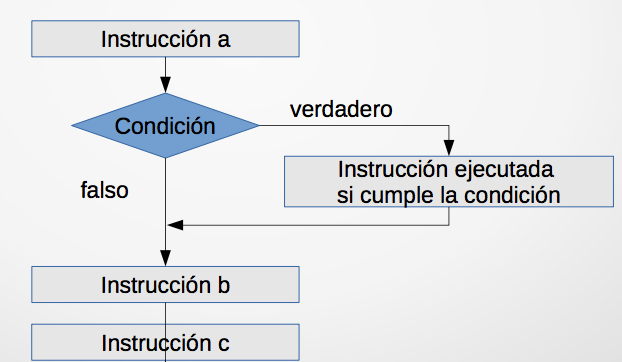 Instrucción a
Condición
verdadero
Instrucción ejecutada
si cumple la condición
falso
Instrucción b
Instrucción c